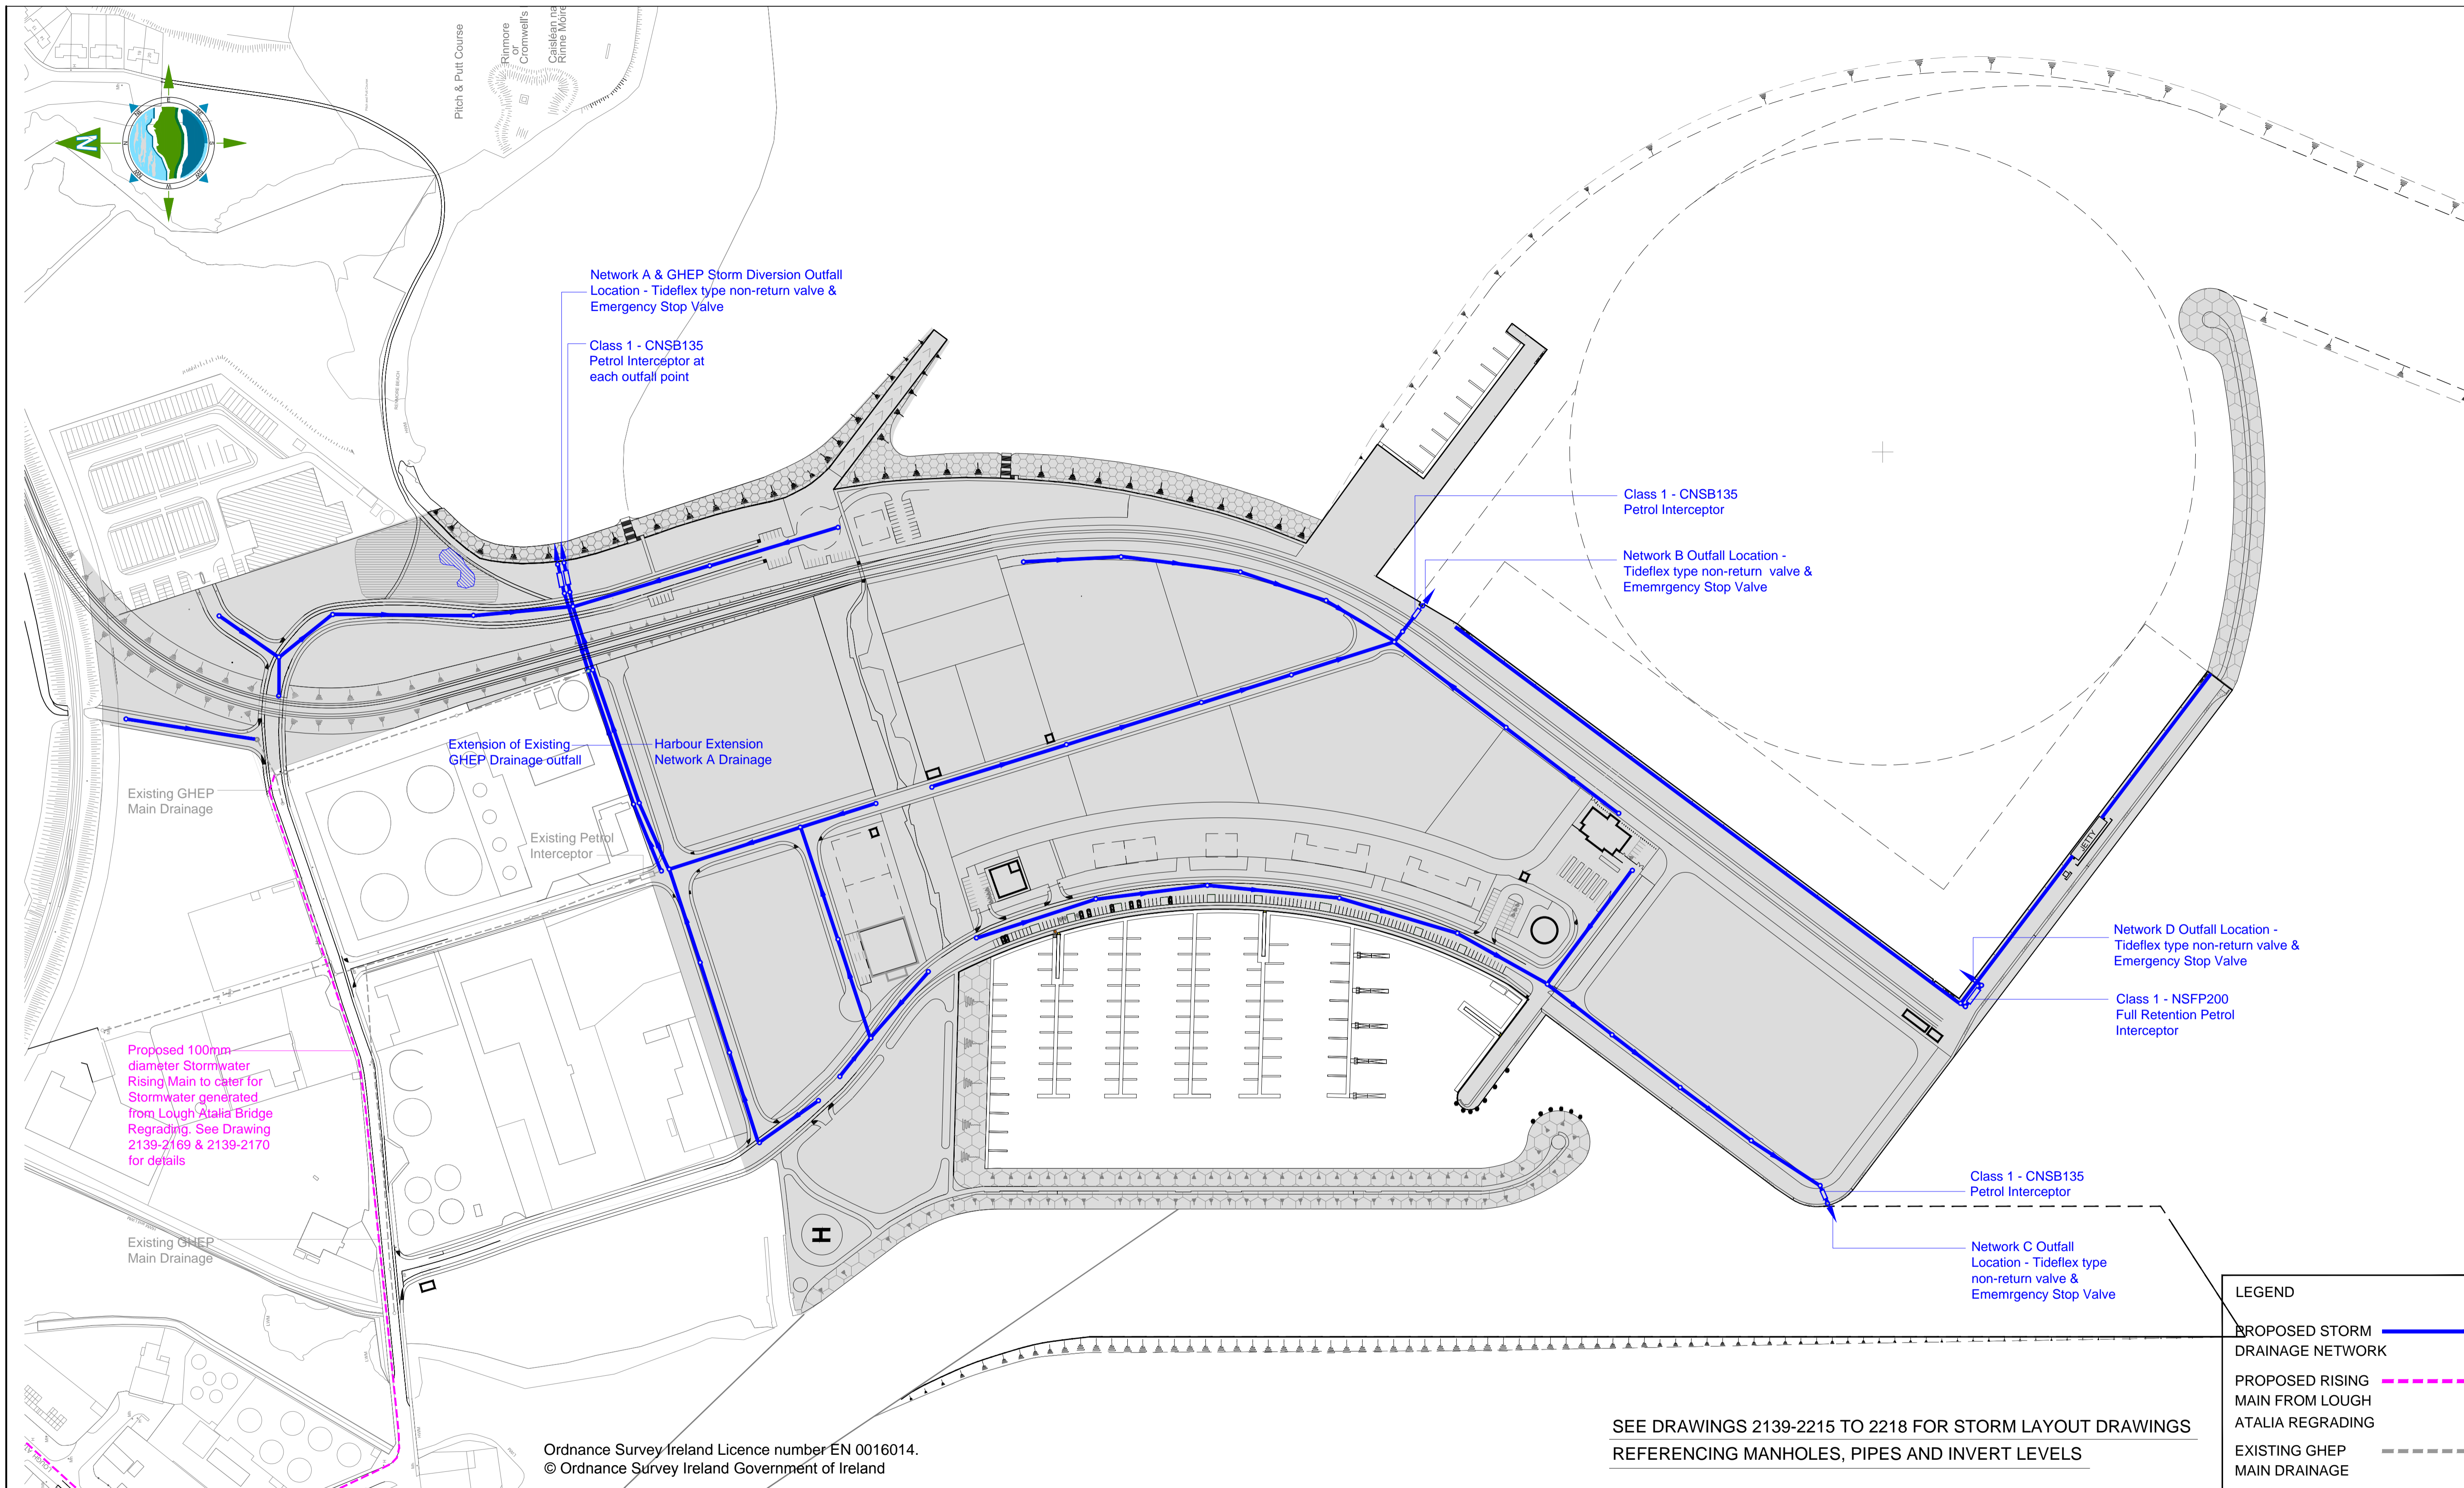 Pitch & Putt Course
Rinmore
or
Cromwell's
Caisleán na
Rinne Móire
N
N
E
W
RENMORE BEACH
Network A & GHEP Storm Diversion Outfall
Location - Tideflex type non-return valve &
Emergency Stop Valve
Class 1 - CNSB135
Petrol Interceptor at
each outfall point
Class 1 - CNSB135
Petrol Interceptor
Network B Outfall Location -
Tideflex type non-return valve &
Ememrgency Stop Valve
Extension of Existing
GHEP Drainage outfall
Harbour Extension
Network A Drainage
Existing GHEP
Main Drainage
Existing Petrol
Interceptor
JETTY
Network D Outfall Location -
Tideflex type non-return valve &
Emergency Stop Valve
Class 1 - NSFP200
Full Retention Petrol
Interceptor
Proposed 100mm
diameter Stormwater
Rising Main to cater for
Stormwater generated
from Lough Atalia Bridge
Regrading. See Drawing
2139-2169 & 2139-2170
for details
Class 1 - CNSB135
Petrol Interceptor
Existing GHEP
Main Drainage
H
Network C Outfall
Location - Tideflex type
non-return valve &
Ememrgency Stop Valve
LEGEND
PROPOSED STORM
DRAINAGE NETWORK
PROPOSED RISING
MAIN FROM LOUGH
ATALIA REGRADING
EXISTING GHEP
MAIN DRAINAGE
SEE DRAWINGS 2139-2215 TO 2218 FOR STORM LAYOUT DRAWINGS
REFERENCING MANHOLES, PIPES AND INVERT LEVELS
Ordnance Survey Ireland Licence number EN 0016014.
© Ordnance Survey Ireland Government of Ireland